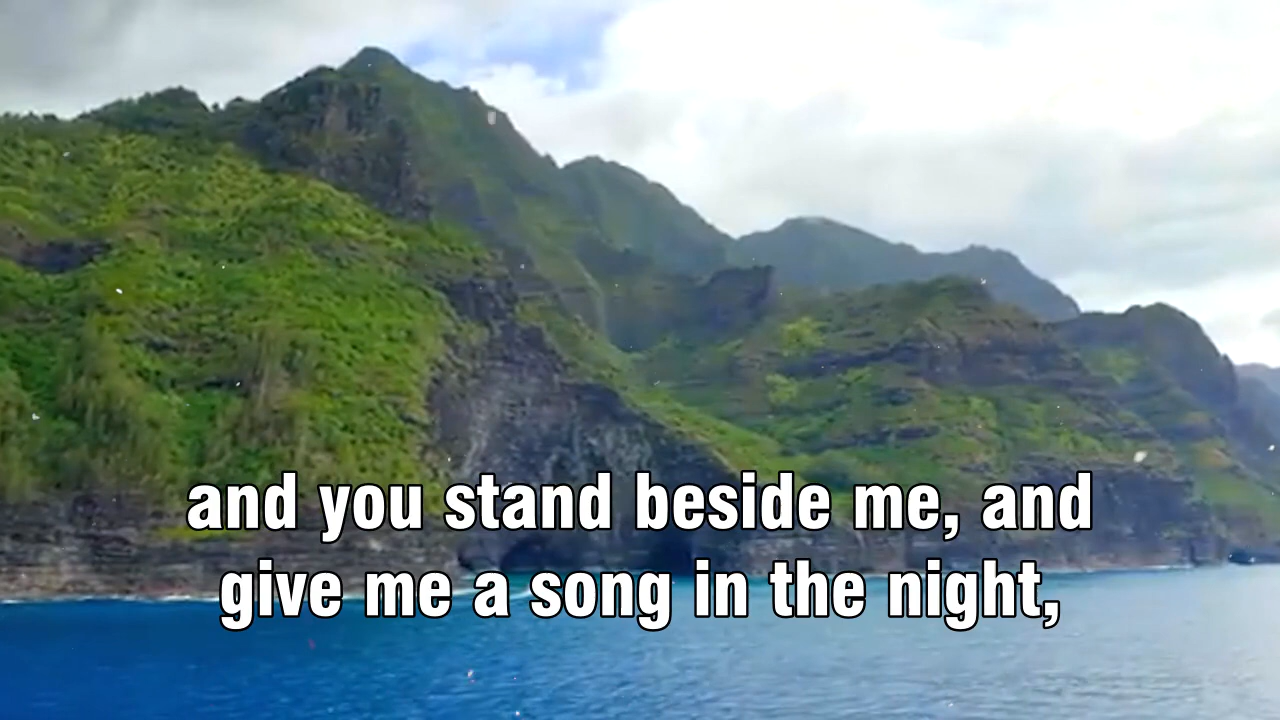 and you stand beside me, and
give me a song in the night,